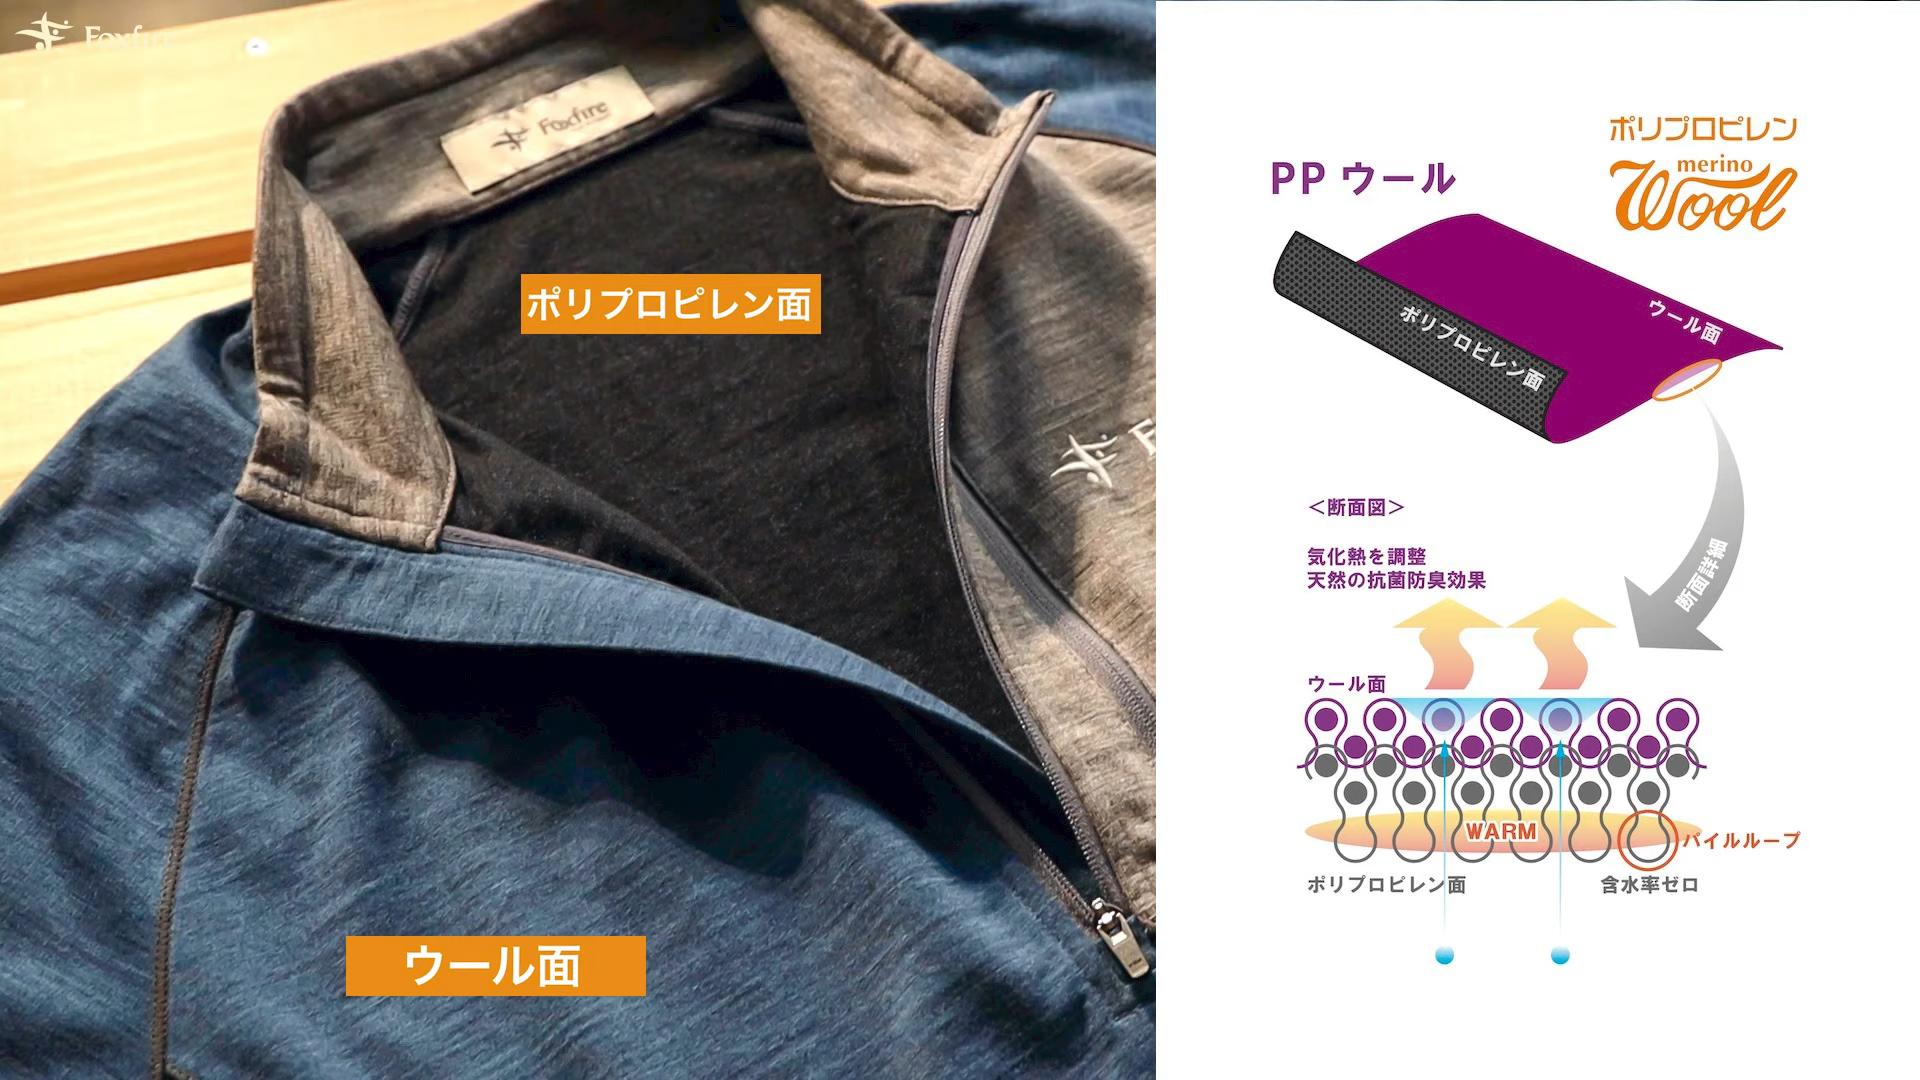 Foxfire
Foxfire
ポリプロピレン面
ウール面
ポリプロピレン
merino
Wool
PP ウール
ウール面
ポリプロピレン面
断面詳細
＜断面図＞
気化熱を調整
天然の抗菌防臭効果
ウール面
WARM
パイルループ
ポリプロピレン面
含水率ゼロ